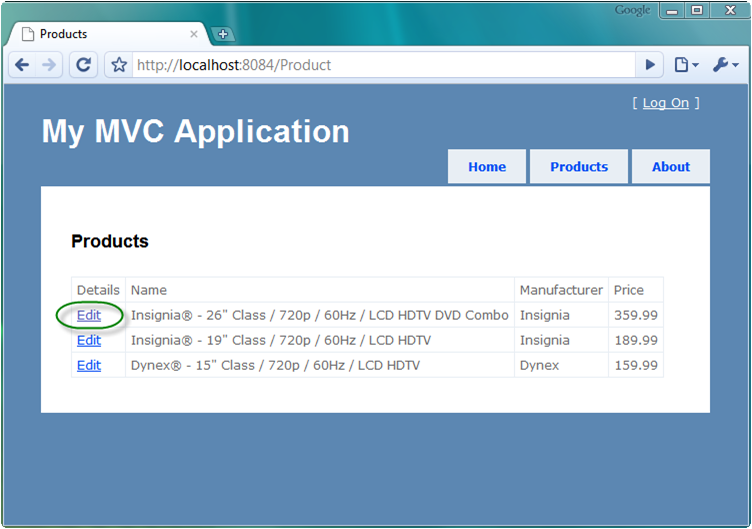 Google
Products
http://localhost:8084/Product
[ Log On ]
My MVC Application
Home Products About
Products
Details Name Manufacturer Price
Edit Insignia® - 26" Class / 720p / 60Hz / LCD HDTV DVD Combo Insignia 359.99
Edit Insignia® - 19" Class / 720p / 60Hz / LCD HDTV Insignia 189.99
Edit Dynex® - 15" Class / 720p / 60Hz / LCD HDTV Dynex 159.99